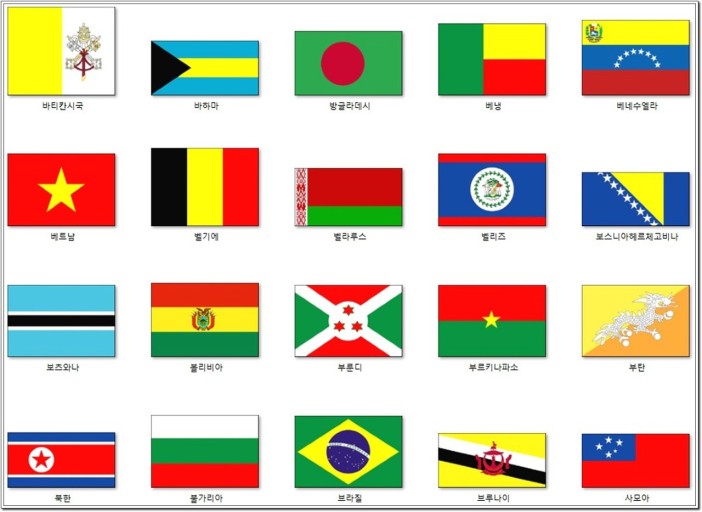 바티칸시국
바하마
방글라데시
베냉
베네수엘라
베트남
벨기에
벨라루스
벨리즈
보스니아헤르체고비나
보츠와나
볼리비아
부룬디
부르키나파소
부탄
북한
불가리아
브라질
브루나이
사모아